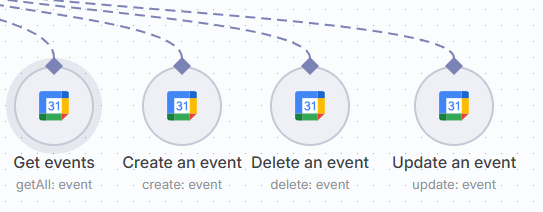 31 31 31 31
Get events Create an event Delete an event Update an event
getAll: event create: event delete: event update: event